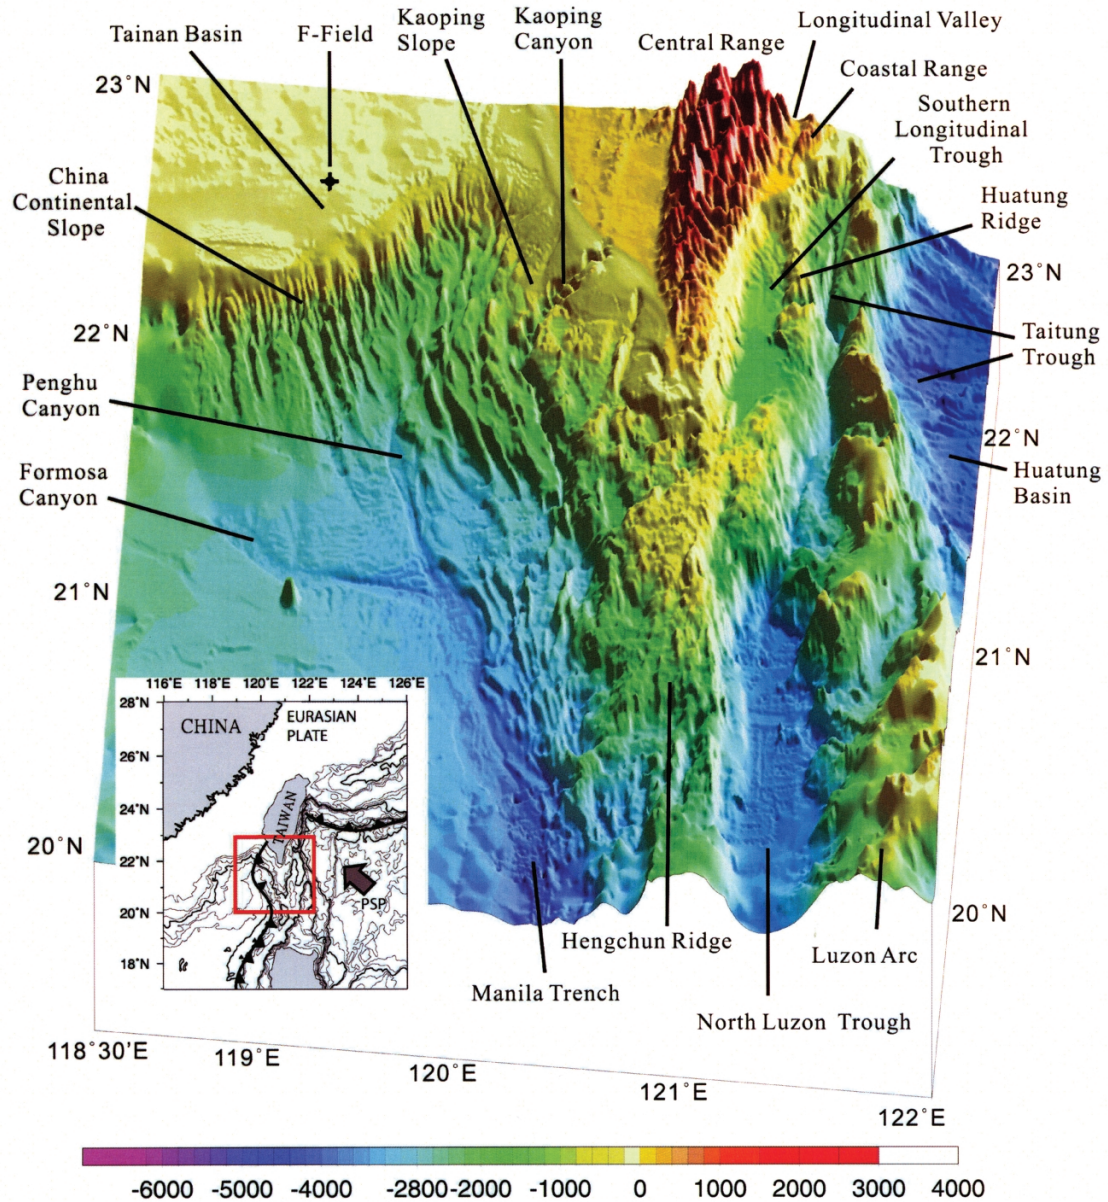 Tainan Basin
F-Field
Kaoping
Slope
Kaoping
Canyon
Central Range
Longitudinal Valley
Coastal Range
Southern
Longitudinal
Trough
Huatung
Ridge
23°N
China
Continental
Slope
23°N
22°N
Taitung
Trough
Penghu
Canyon
22°N
Huatung
Basin
Formosa
Canyon
21°N
21°N
116°E 118°E 120°E 122°E 124°E 126°E
28°N
26°N
24°N
22°N
20°N
18°N
CHINA
EURASIAN
PLATE
TAIWAN
PSP
20°N
20°N
Hengchun Ridge
Luzon Arc
Manila Trench
North Luzon Trough
118°30'E
119°E
120°E
121°E
122°E
-6000 -5000 -4000 -2800 -2000 -1000 0 1000 2000 3000 4000